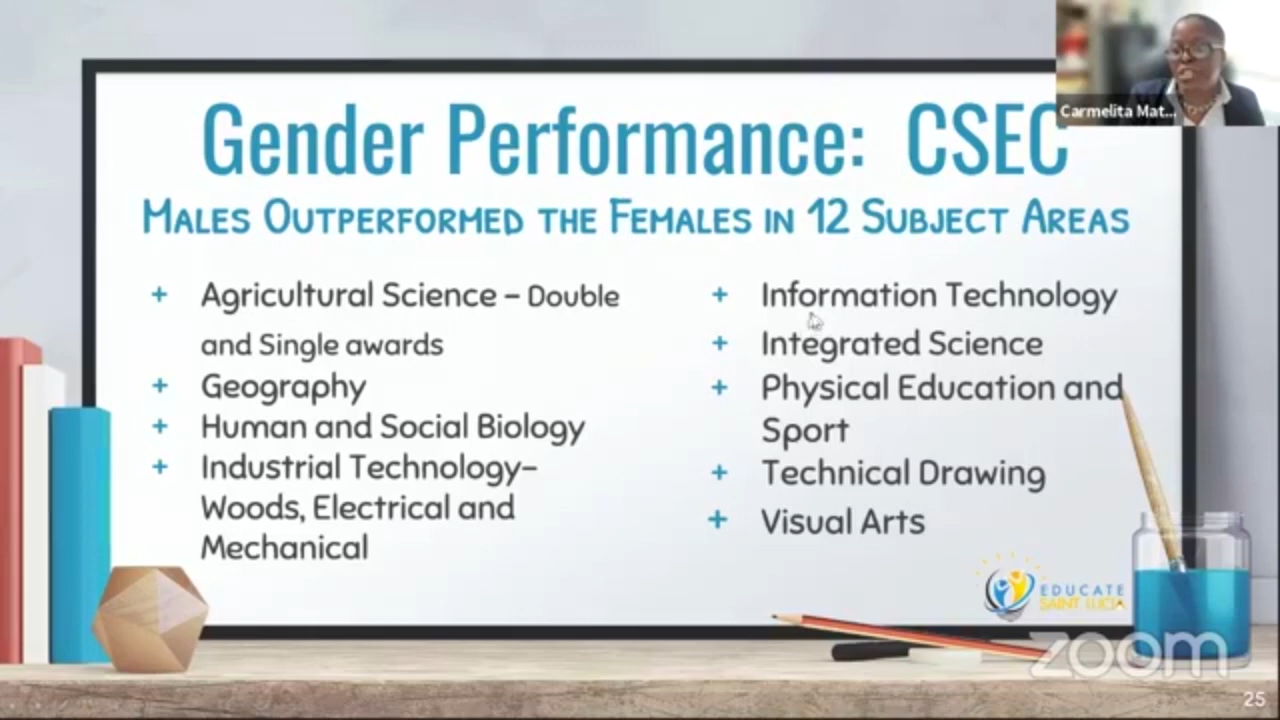 Carmelita Mat...
Gender Performance: CSEC
Males Outperformed the Females in 12 Subject Areas
+ Agricultural Science – Double
and Single awards
+ Geography
+ Human and Social Biology
+ Industrial Technology–
Woods, Electrical and
Mechanical
+ Information Technology
+ Integrated Science
+ Physical Education and
Sport
+ Technical Drawing
+ Visual Arts
EDUCATE
SAINT LUCIA
zoom
25